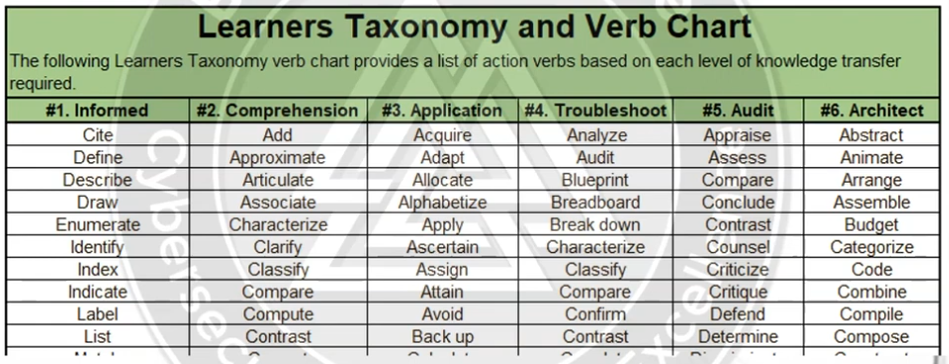 Learners Taxonomy and Verb Chart
The following Learners Taxonomy verb chart provides a list of action verbs based on each level of knowledge transfer
required.
#1. Informed #2. Comprehension #3. Application #4. Troubleshoot #5. Audit #6. Architect
Cite Add Acquire Analyze Appraise Abstract
Define Approximate Adapt Audit Assess Animate
Describe Articulate Allocate Blueprint Compare Arrange
Draw Associate Alphabetize Breadboard Conclude Assemble
Enumerate Characterize Apply Break down Contrast Budget
Identify Clarify Ascertain Characterize Counsel Categorize
Index Classify Assign Classify Criticize Code
Indicate Compare Attain Compare Critique Combine
Label Compute Avoid Confirm Defend Compile
List Contrast Back up Contrast Determine Compose